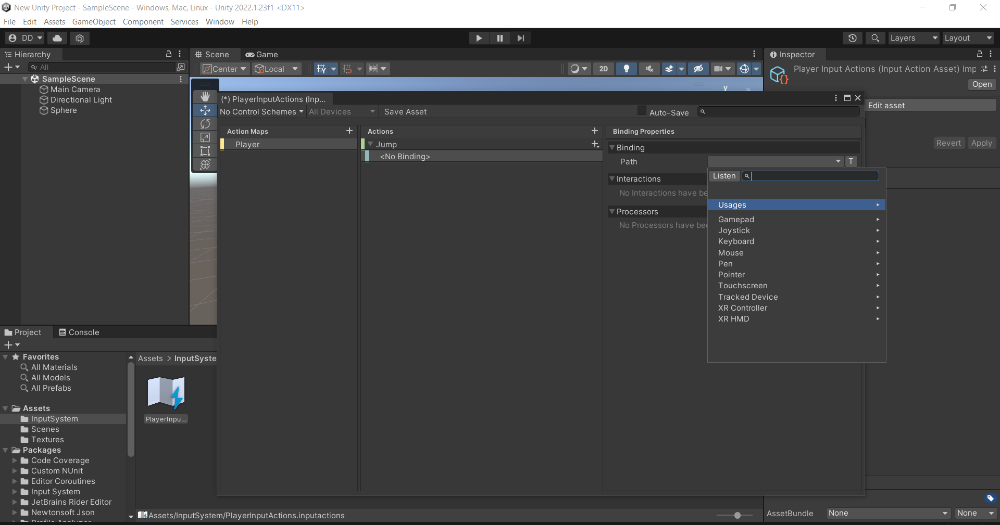 New Unity Project - SampleScene - Windows, Mac, Linux - Unity 2022.1.23f1 <DX11>
File Edit Assets GameObject Component Services Window Help
DD Layers Layout
Hierarchy Scene Game Inspector
All Center Local 2D Player Input Actions (Input Action Asset) Imp
SampleScene
Open
Main Camera y
Directional Light (*) PlayerInputActions (Inp...
Sphere No Control Schemes All Devices Save Asset Auto-Save Edit asset
Action Maps Actions Binding Properties
Player Jump Binding Revert Apply
<No Binding> Path T
Listen
Interactions
No Interactions have be
Usages
Processors
Gamepad
No Processors have bee
Joystick
Keyboard
Mouse
Pen
Pointer
Touchscreen
Tracked Device
XR Controller
XR HMD
Project Console
Favorites Assets > InputSyste
All Materials
All Models
All Prefabs
Assets
InputSystem PlayerInpu...
Scenes
Textures
Packages
Code Coverage
Custom NUnit
Editor Coroutines
Input System
JetBrains Rider Editor
Newtonsoft Json Assets/InputSystem/PlayerInputActions.inputactions AssetBundle None None
Profile Analyzer